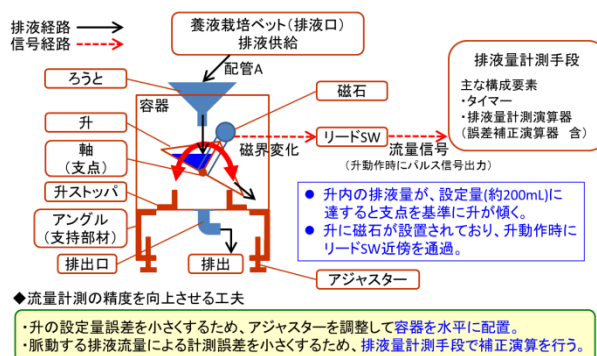 排液経路
信号経路
養液栽培ベット(排液口)
排液供給
配管A
ろうと
容器
磁石
升
軸
(支点)
磁界変化
リードSW
流量信号
(升動作時にパルス信号出力)
排液量計測手段
主な構成要素
・タイマー
・排液量計測演算器
(誤差補正演算器 含)
升ストッパ
アングル
(支持部材)
排出口
排出
アジャスター
● 升内の排液量が、設定量(約200mL)に
達すると支点を基準に升が傾く。
● 升に磁石が設置されており、升動作時に
リードSW近傍を通過。
◆流量計測の精度を向上させる工夫
・升の設定量誤差を小さくするため、アジャスターを調整して容器を水平に配置。
・脈動する排液流量による計測誤差を小さくするため、排液量計測手段で補正演算を行う。